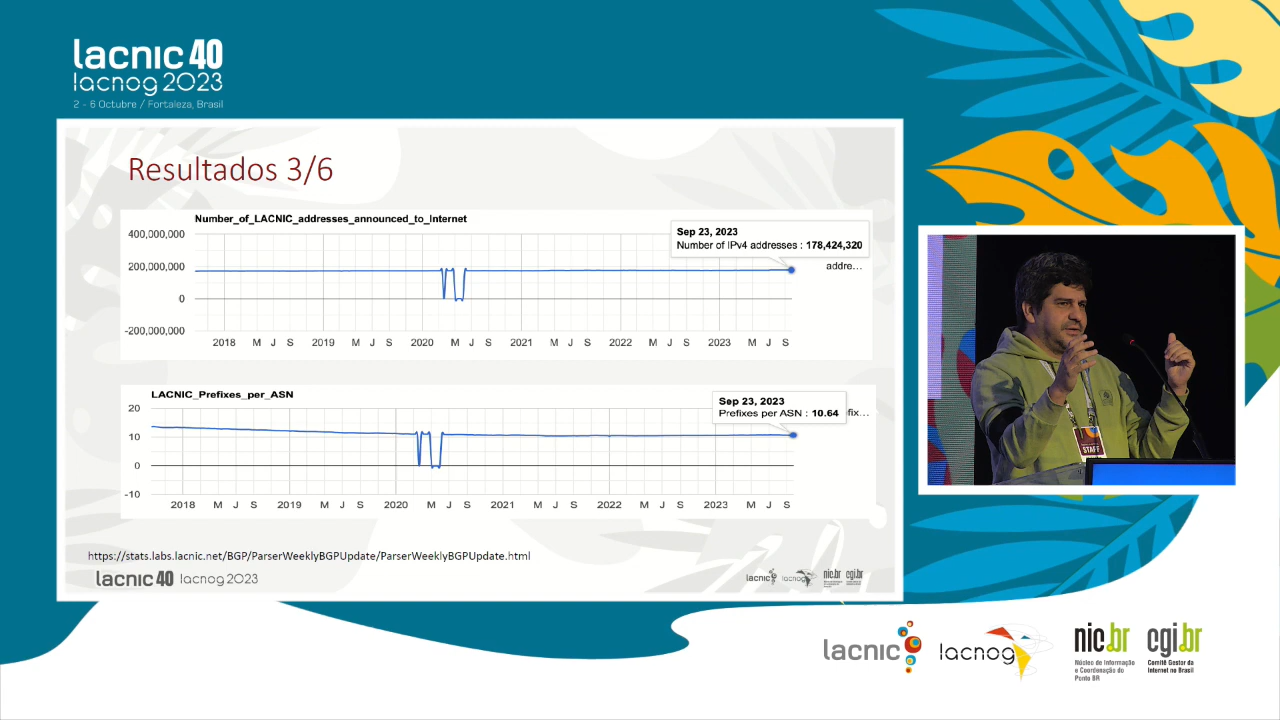 lacnic 40
lacnog 2023
2 - 6 Octubre / Fortaleza, Brasil
Resultados 3/6
Number_of_LACNIC_addresses_announced_to_Internet
400,000,000
200,000,000
0
-200,000,000
Sep 23, 2023
Number of IPv4 addresses : 178,424,320
addre...
2018 M J S 2019 M J S 2020 M J S 2021 M J S 2022 M J S 2023 M J S
LACNIC_Prefixes_per_ASN
20
10
0
-10
Sep 23, 2023
Prefixes per ASN : 10.64
fix...
2018 M J S 2019 M J S 2020 M J S 2021 M J S 2022 M J S 2023 M J S
https://stats.labs.lacnic.net/BGP/ParserWeeklyBGPUpdate/ParserWeeklyBGPUpdate.html
lacnic 40 lacnog 2023
lacnic lacnog nic.br cgi.br
STAFF
lacnic
lacnog
nic.br
Núcleo de Informação
e Coordenação do
Ponto BR
cgi.br
Comitê Gestor da
Internet no Brasil